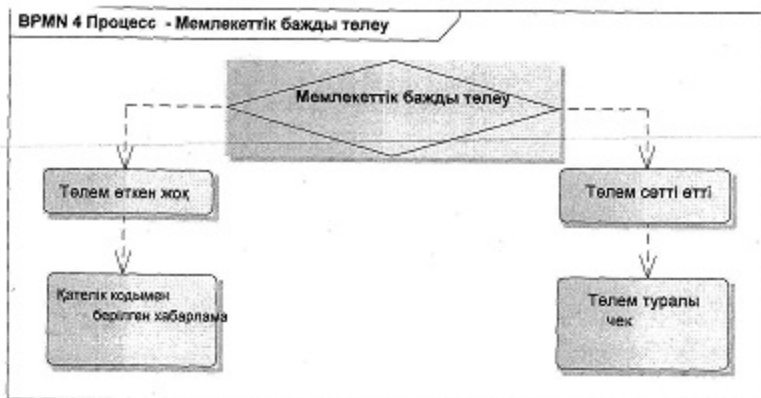 BPMN 4 Процесс - Мемлекеттік бажды төлеу
Мемлекеттік бажды төлеу
Төлем өткен жоқ
Төлем сәтті өтті
Қателік кодымен
берілген хабарлама
Төлем туралы
чек